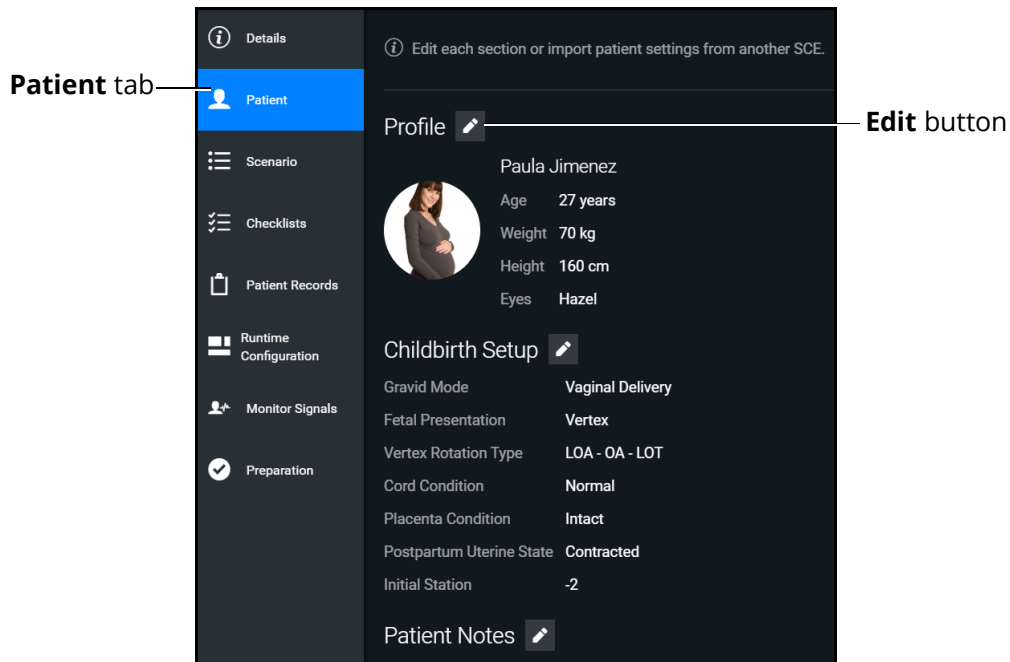 Details
Patient
Scenario
Checklists
Patient Records
Runtime
Configuration
Monitor Signals
Preparation
Patient tab
Edit each section or import patient settings from another SCE.
Profile
Edit button
Paula Jimenez
Age 27 years
Weight 70 kg
Height 160 cm
Eyes Hazel
Childbirth Setup
Gravid Mode Vaginal Delivery
Fetal Presentation Vertex
Vertex Rotation Type LOA - OA - LOT
Cord Condition Normal
Placenta Condition Intact
Postpartum Uterine State Contracted
Initial Station -2
Patient Notes